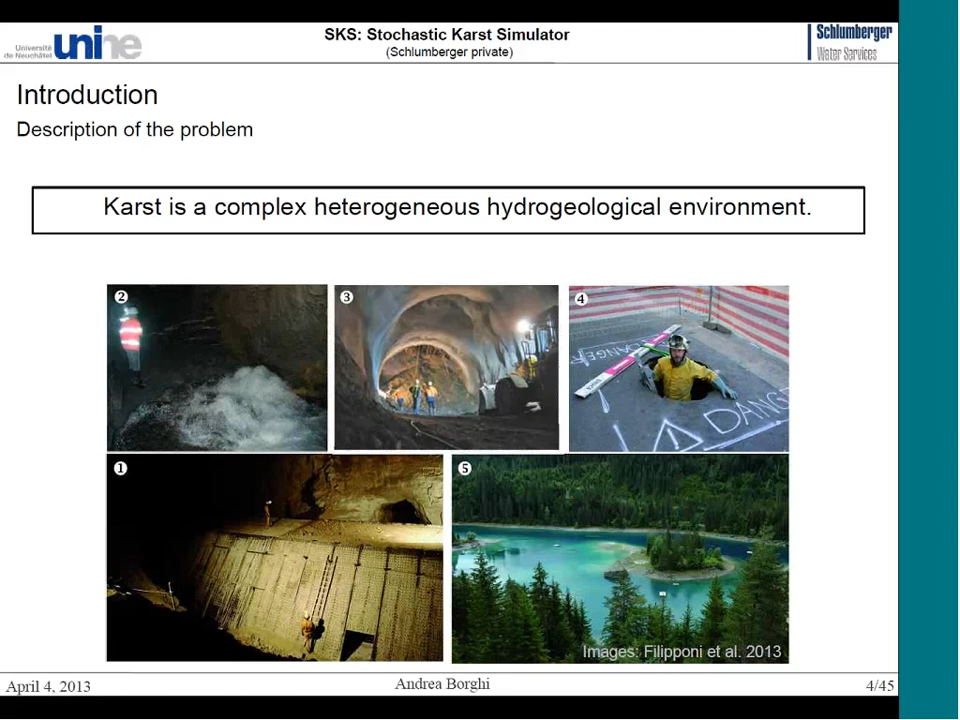 Université
de Neuchâtel
unine
SKS: Stochastic Karst Simulator
(Schlumberger private)
Schlumberger
Water Services
Introduction
Description of the problem
Karst is a complex heterogeneous hydrogeological environment.
2
3
4
DANGER
DANGE
1
5
Images: Filipponi et al. 2013
April 4, 2013
Andrea Borghi
4/45